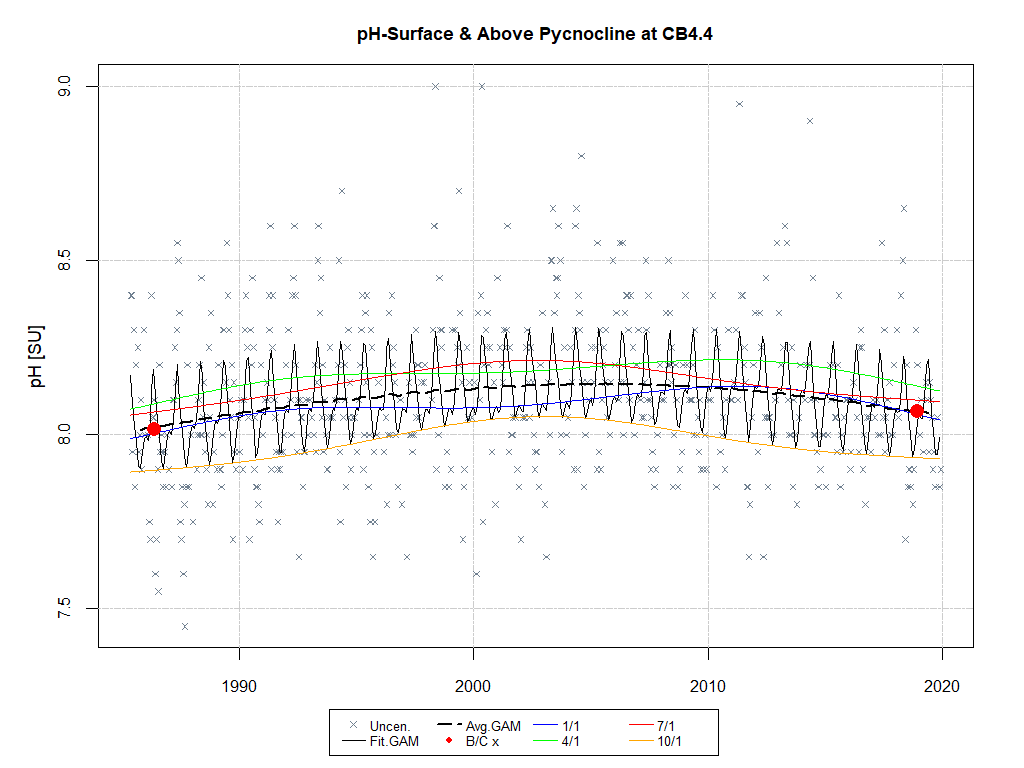 pH-Surface & Above Pycnocline at CB4.4
pH [SU]
9.0
8.5
8.0
7.5
1990 2000 2010 2020
Uncen. Avg.GAM 1/1 7/1
Fit.GAM B/C x 4/1 10/1